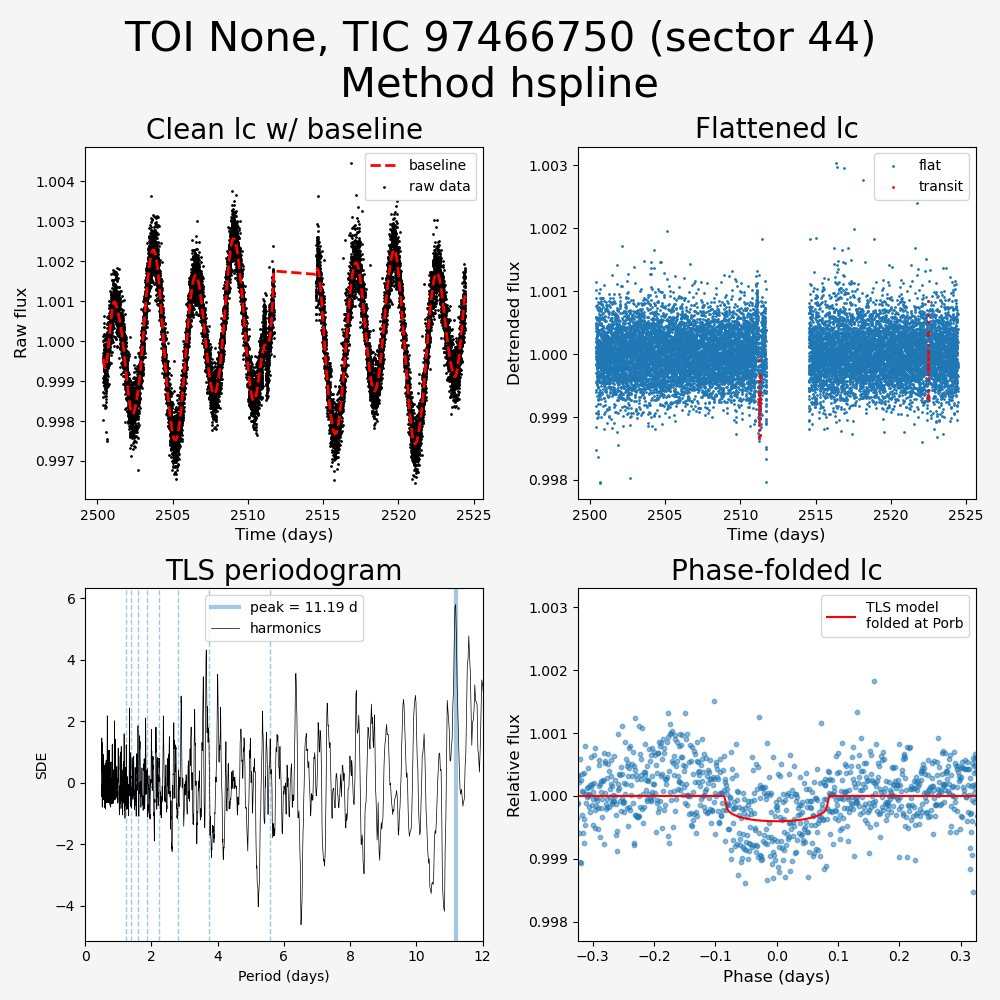 TOI None, TIC 97466750 (sector 44)
Method hspline
Clean lc w/ baseline
Flattened lc
baseline
raw data
flat
transit
Raw flux
1.004
1.003
1.002
1.001
1.000
0.999
0.998
0.997
2500
2505
2510
2515
2520
2525
Time (days)
Detrended flux
1.003
1.002
1.001
1.000
0.999
0.998
2500
2505
2510
2515
2520
2525
Time (days)
TLS periodogram
Phase-folded lc
peak = 11.19 d
harmonics
SDE
6
4
2
0
−2
−4
0
2
4
6
8
10
12
Period (days)
TLS model
folded at Porb
Relative flux
1.003
1.002
1.001
1.000
0.999
0.998
−0.3
−0.2
−0.1
0.0
0.1
0.2
0.3
Phase (days)